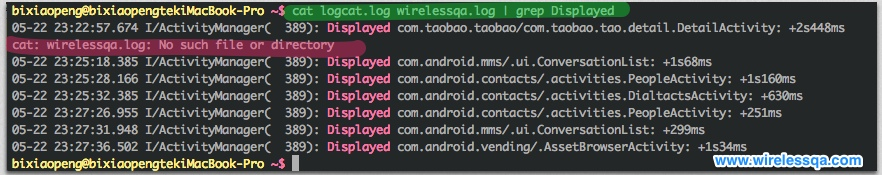 bixiaopeng@bixiaopengtekiMacBook-Pro ~$ cat logcat.log wirelessqa.log | grep Displayed
05-22 23:22:57.674 I/ActivityManager(  389): Displayed com.taobao.taobao/com.taobao.tao.detail.DetailActivity: +2s448ms
cat: wirelessqa.log: No such file or directory
05-22 23:25:18.385 I/ActivityManager(  389): Displayed com.android.mms/.ui.ConversationList: +1s68ms
05-22 23:25:28.166 I/ActivityManager(  389): Displayed com.android.contacts/.activities.PeopleActivity: +1s160ms
05-22 23:25:32.385 I/ActivityManager(  389): Displayed com.android.contacts/.activities.DialtactsActivity: +630ms
05-22 23:27:26.955 I/ActivityManager(  389): Displayed com.android.contacts/.activities.PeopleActivity: +251ms
05-22 23:27:31.948 I/ActivityManager(  389): Displayed com.android.mms/.ui.ConversationList: +299ms
05-22 23:27:36.502 I/ActivityManager(  389): Displayed com.android.vending/.AssetBrowserActivity: +1s34ms
bixiaopeng@bixiaopengtekiMacBook-Pro ~$
www.wirelessqa.com